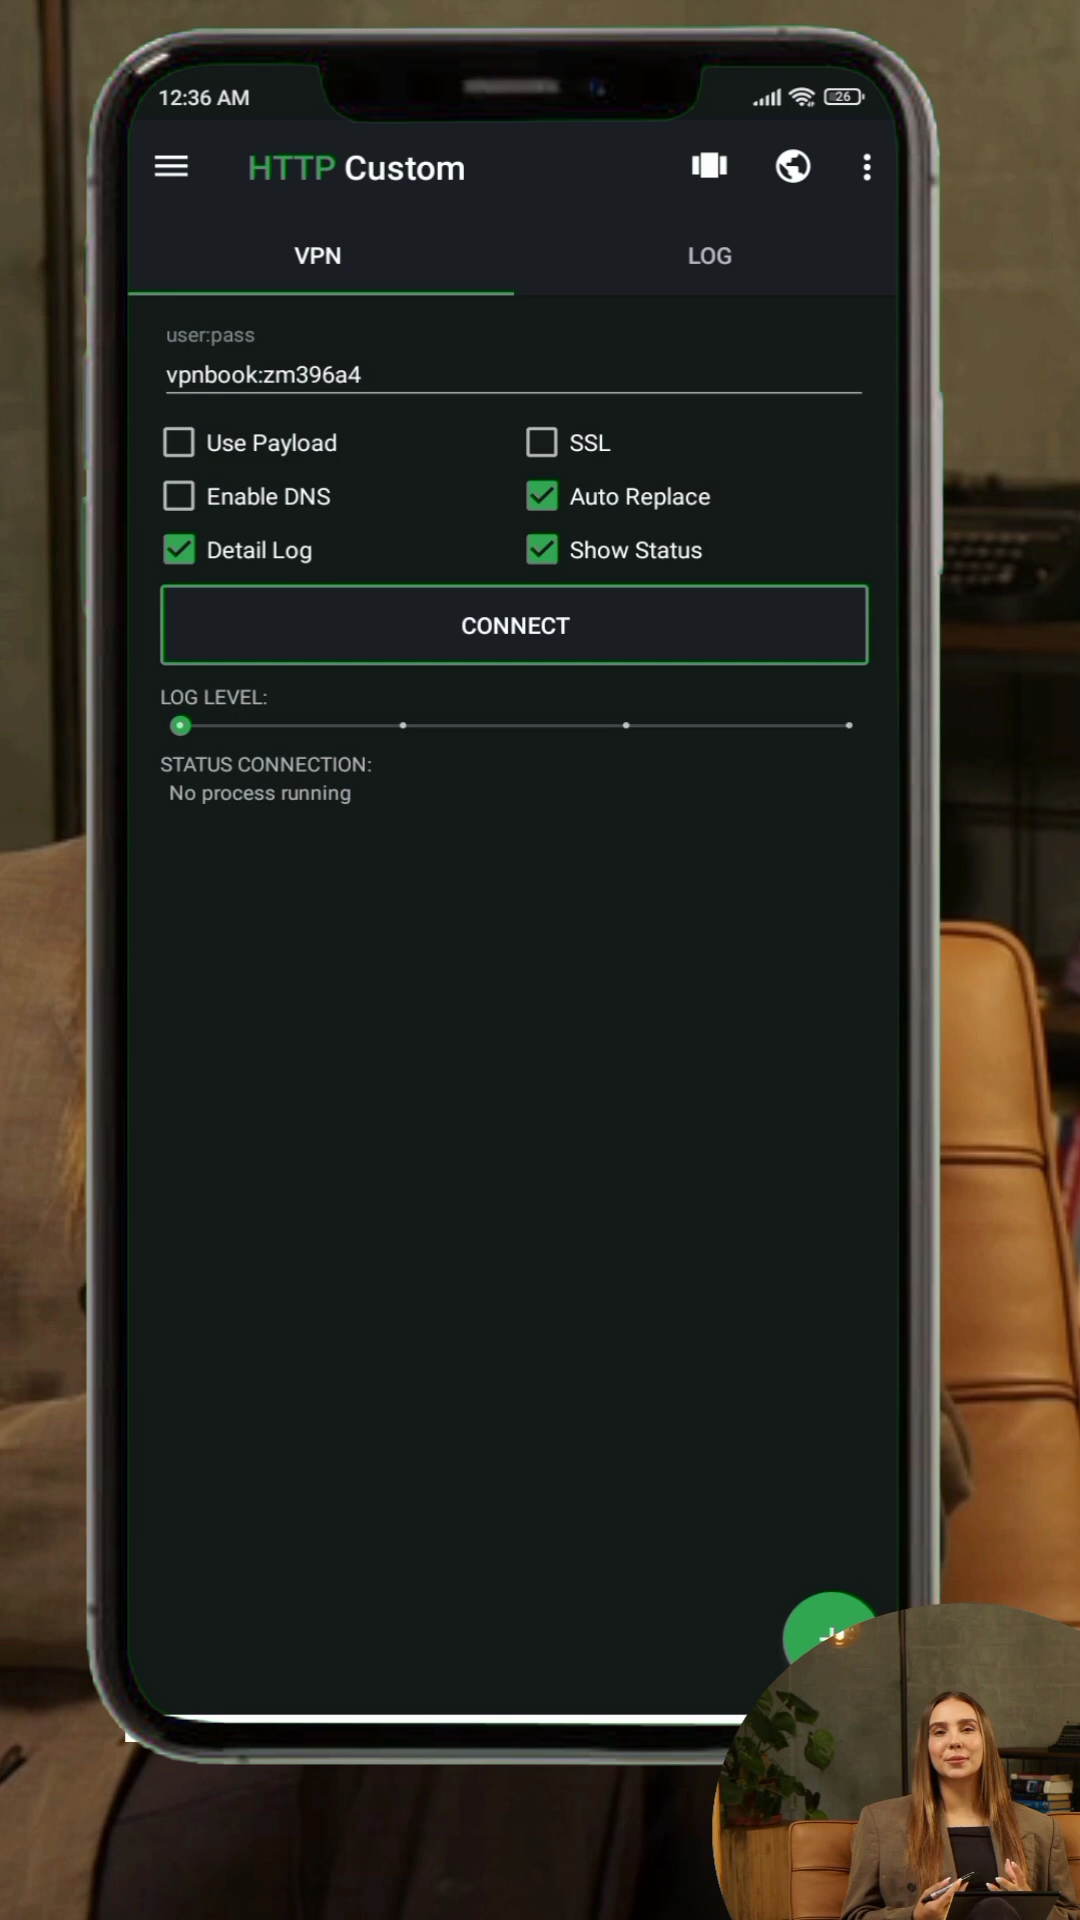 12:36 AM
26
HTTP Custom
VPN
LOG
user:pass
vpnbook:zm396a4
Use Payload
SSL
Enable DNS
Auto Replace
Detail Log
Show Status
CONNECT
LOG LEVEL:
STATUS CONNECTION:
No process running